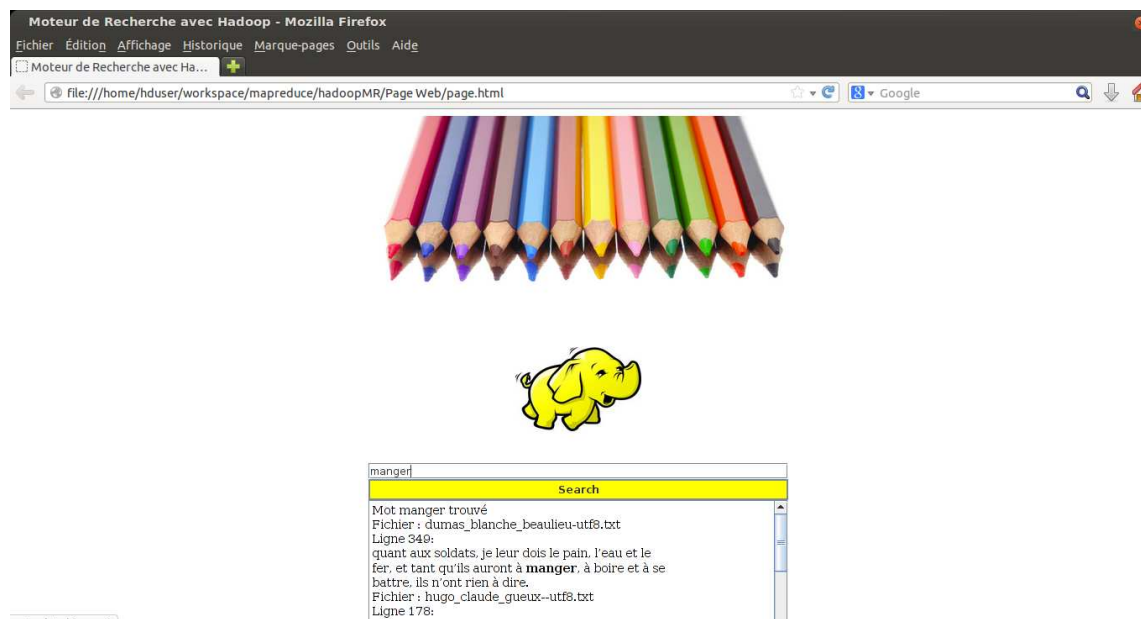 Moteur de Recherche avec Hadoop - Mozilla Firefox
Fichier Édition Affichage Historique Marque-pages Outils Aide
Moteur de Recherche avec Ha...
file:///home/hduser/workspace/mapreduce/hadoopMR/Page Web/page.html
Google
manger
Search
Mot manger trouvé
Fichier : dumas_blanche_beaulieu-utf8.txt
Ligne 349:
quant aux soldats, je leur dois le pain, l'eau et le
fer, et tant qu'ils auront à manger, à boire et à se
battre, ils n'ont rien à dire.
Fichier : hugo_claude_gueux--utf8.txt
Ligne 178: